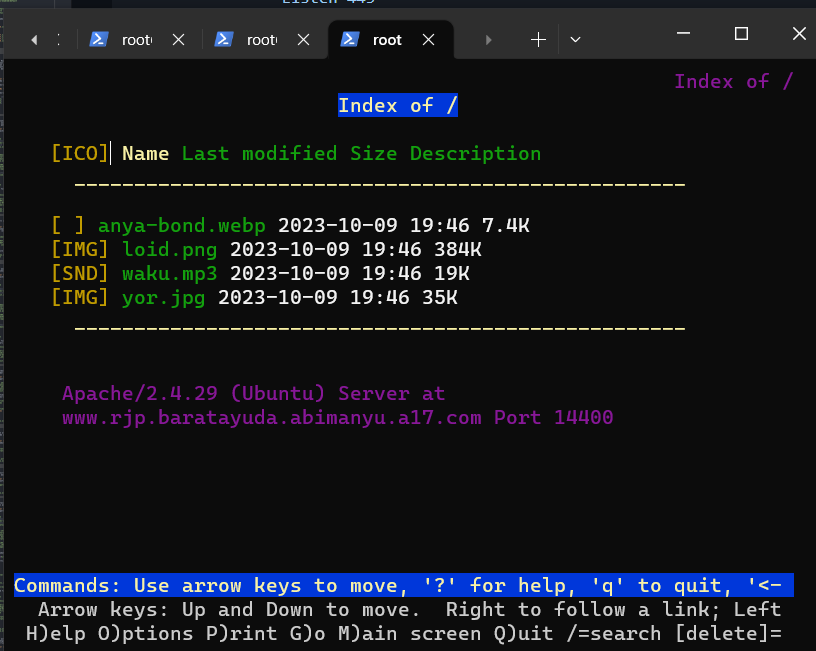 Listen 443
root
root
root
Index of /
Index of /
[ICO] Name Last modified Size Description
[ ] anya-bond.webp 2023-10-09 19:46 7.4K
[IMG] loid.png 2023-10-09 19:46 384K
[SND] waku.mp3 2023-10-09 19:46 19K
[IMG] yor.jpg 2023-10-09 19:46 35K
Apache/2.4.29 (Ubuntu) Server at
www.rjp.baratayuda.abimanyu.a17.com Port 14400
Commands: Use arrow keys to move, '?' for help, 'q' to quit, '<-
Arrow keys: Up and Down to move. Right to follow a link; Left
H)elp O)ptions P)rint G)o M)ain screen Q)uit /=search [delete]=